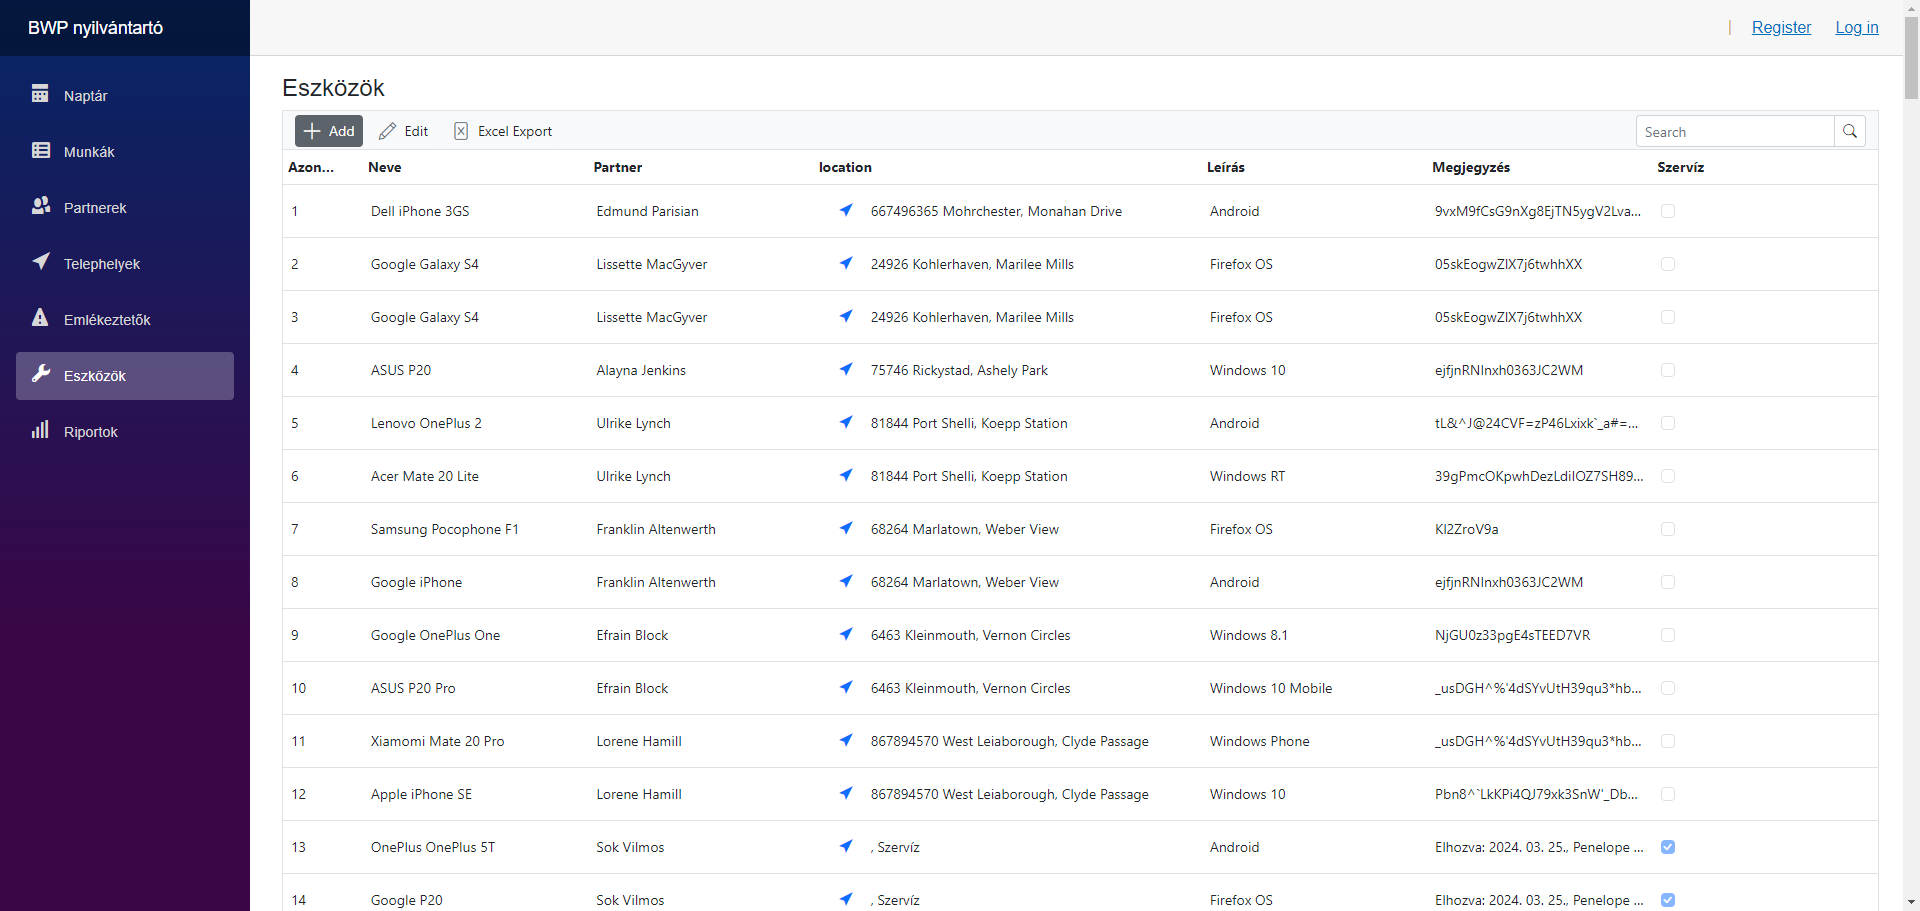 BWP nyilvántartó
Register Log in
Naptár
Munkák
Partnerek
Telephelyek
Emlékeztetők
Eszközök
Riportok
Eszközök
Add Edit Excel Export Search
Azon... Neve Partner location Leírás Megjegyzés Szervíz
1 Dell iPhone 3GS Edmund Parisian 667496365 Mohrchester, Monahan Drive Android 9vxM9fCsG9nXg8EjTN5ygV2Lva...
2 Google Galaxy S4 Lissette MacGyver 24926 Kohlerhaven, Marilee Mills Firefox OS 05skEogwZlX7j6twhhXX
3 Google Galaxy S4 Lissette MacGyver 24926 Kohlerhaven, Marilee Mills Firefox OS 05skEogwZlX7j6twhhXX
4 ASUS P20 Alayna Jenkins 75746 Rickystad, Ashely Park Windows 10 ejfjnRNlnxh0363JC2WM
5 Lenovo OnePlus 2 Ulrike Lynch 81844 Port Shelli, Koepp Station Android tL&^J@24CVF=zP46Lxixk`_a#=...
6 Acer Mate 20 Lite Ulrike Lynch 81844 Port Shelli, Koepp Station Windows RT 39gPmcOKpwhDezLdiIOZ7SH89...
7 Samsung Pocophone F1 Franklin Altenwerth 68264 Marlatown, Weber View Firefox OS Kl2ZroV9a
8 Google iPhone Franklin Altenwerth 68264 Marlatown, Weber View Android ejfjnRNlnxh0363JC2WM
9 Google OnePlus One Efrain Block 6463 Kleinmouth, Vernon Circles Windows 8.1 NjGU0z33pgE4sTEED7VR
10 ASUS P20 Pro Efrain Block 6463 Kleinmouth, Vernon Circles Windows 10 Mobile _usDGH^%'4dSYvUtH39qu3*hb...
11 Xiamomi Mate 20 Pro Lorene Hamill 867894570 West Leiaborough, Clyde Passage Windows Phone _usDGH^%'4dSYvUtH39qu3*hb...
12 Apple iPhone SE Lorene Hamill 867894570 West Leiaborough, Clyde Passage Windows 10 Pbn8^`LkKPi4QJ79xk3SnW'_Db...
13 OnePlus OnePlus 5T Sok Vilmos , Szervíz Android Elhozva: 2024. 03. 25., Penelope ...
14 Google P20 Sok Vilmos , Szervíz Firefox OS Elhozva: 2024. 03. 25., Penelope ...